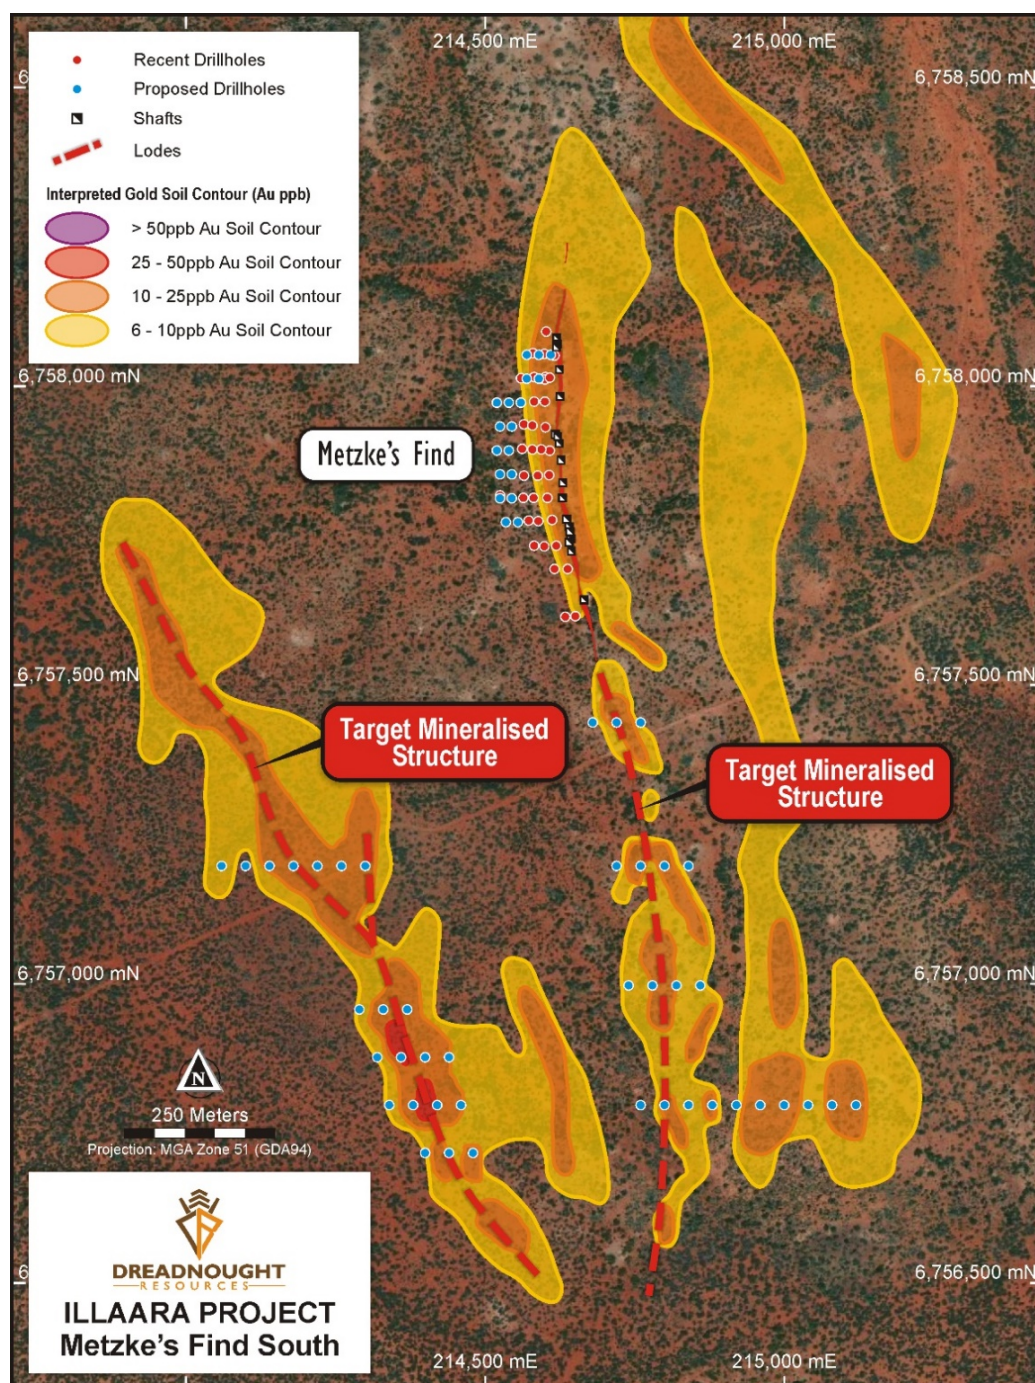 214,500 mE
215,000 mE
6,758,500 mN
Recent Drillholes
Proposed Drillholes
Shafts
Lodes
Interpreted Gold Soil Contour (Au ppb)
> 50ppb Au Soil Contour
25 - 50ppb Au Soil Contour
10 - 25ppb Au Soil Contour
6 - 10ppb Au Soil Contour
6,758,000 mN
6,758,000 mN
Metzke's Find
6,757,500 mN
6,757,500 mN
Target Mineralised
Structure
Target Mineralised
Structure
6,757,000 mN
6,757,000 mN
N
250 Meters
Projection: MGA Zone 51 (GDA94)
DREADNOUGHT
RESOURCES
ILLAARA PROJECT
Metzke's Find South
6,756,500 mN
214,500 mE
215,000 mE